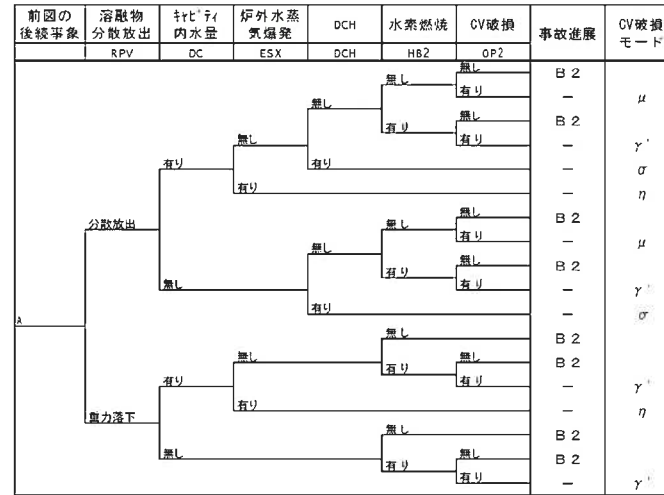 前図の 溶融物 ｷｬﾋﾞﾃｨ 炉外水蒸 DCH 水素燃焼 CV破損 事故進展 CV破損
後続事象 分散放出 内水量 気爆発 モード
RPV DC ESX DCH HB2 OP2
無し B2
無し 有り − μ
無し 無し B2
有り 有り − γ'
無し
有り 有り − σ
有り − η
分散放出 無し B2
無し 有り − μ
無し 無し B2
有り 有り − γ'
無し
有り − σ
A
無し B2
無し 無し B2
有り 有り − γ'
有り
有り − η
重力落下
無し B2
無し 無し B2
有り 有り − γ'